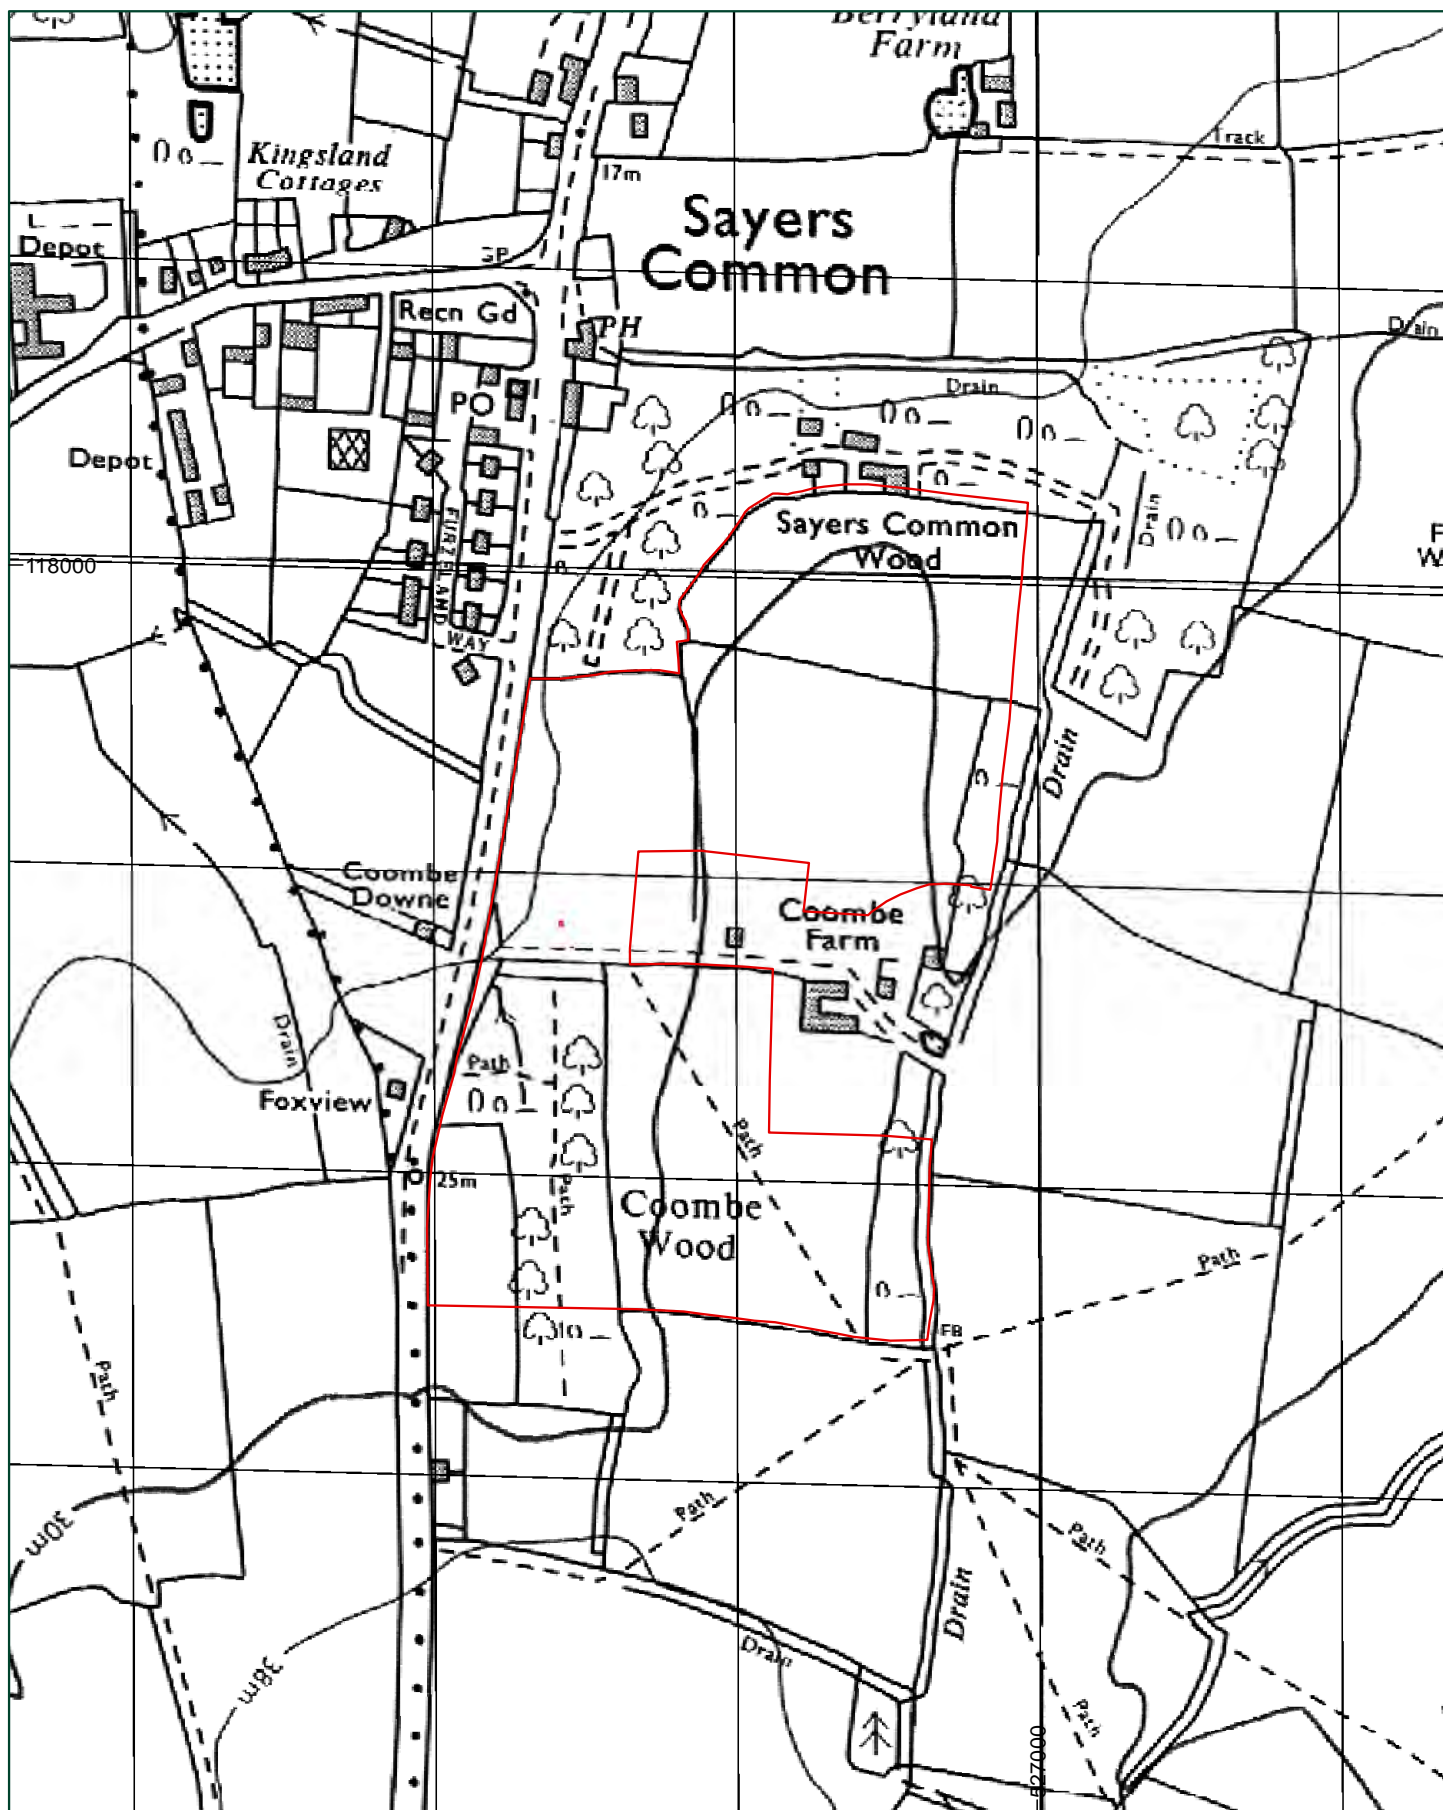 Berryland
Farm
Track
Kingsland
Cottages
17m
Sayers
Common
L
Depot
GP
Recn Gd
PH
Drain
Drain
PO
Depot
FURZELAND
WAY
Drain
Sayers Common
Wood
118000
Drain
Coombe
Downe
Coombe
Farm
Drain
Path
Foxview
Path
25m
Path
Coombe
Wood
Path
FB
Path
Path
30m
Path
Drain
Drain
38m
Path
527000